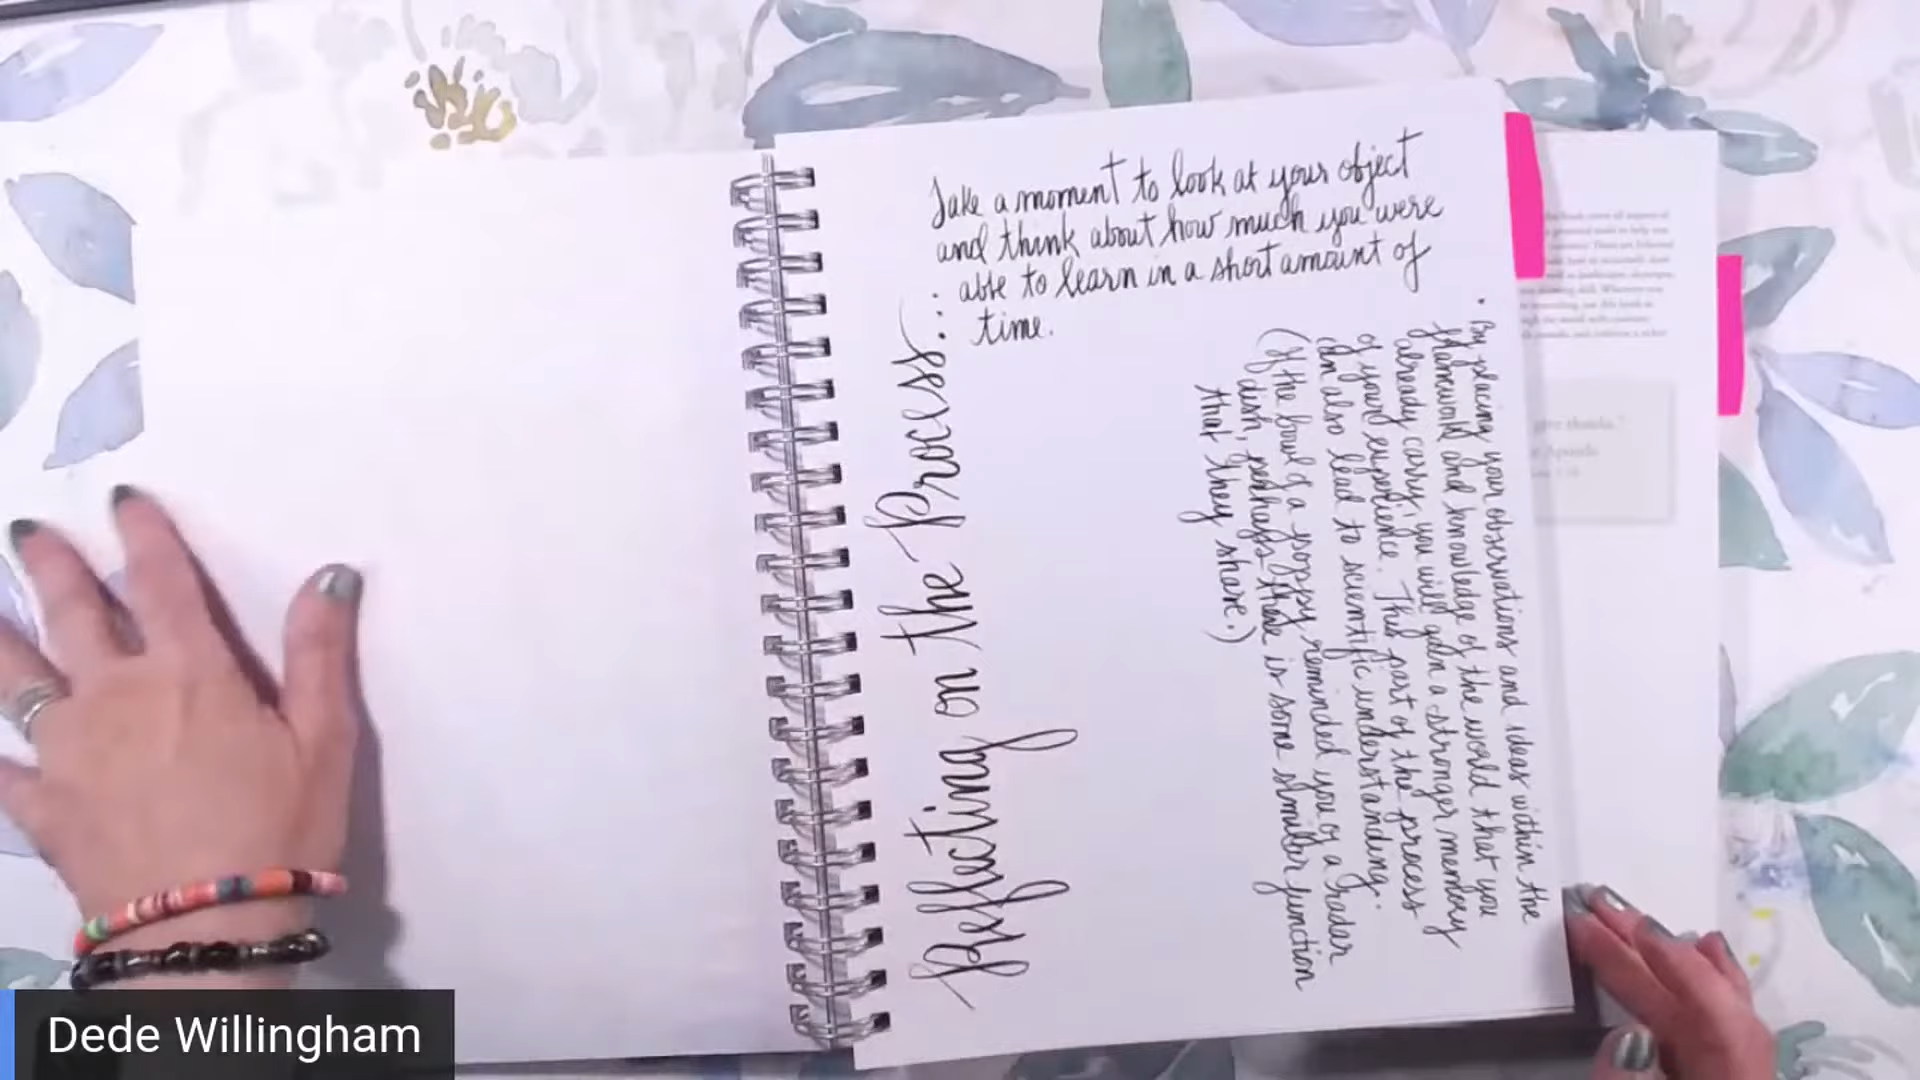 Take a moment to look at your object
and think about how much you were
able to learn in a short amount of
time.
Reflecting on the Process...
• By placing your observations and ideas within the
framework and knowledge of the world that you
already carry, you will gain a stronger memory
of your experience. This part of the process
can also lead to scientific understanding.
(If the bowl of a poppy reminded you of a radar
dish, perhaps there is some similar function
that they share.)
give thanks."
Dede Willingham